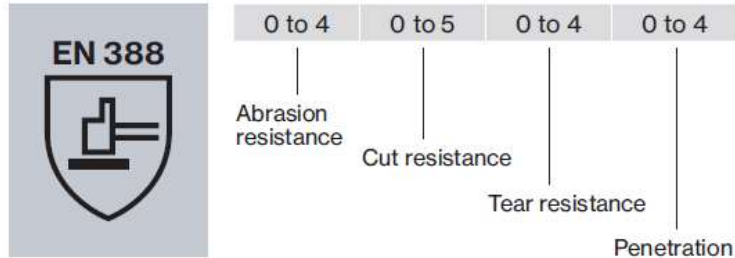 EN 388
0 to 4 0 to 5 0 to 4 0 to 4
Abrasion
resistance
Cut resistance
Tear resistance
Penetration